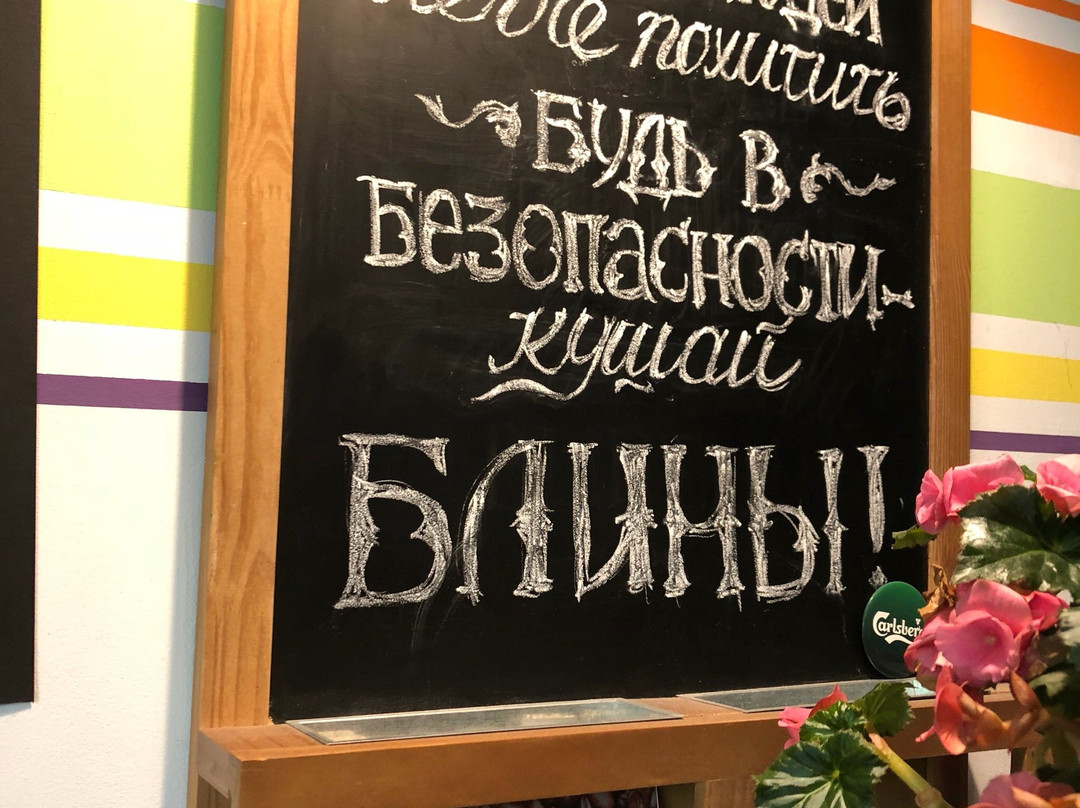 похитить
Будь в
Безопасности-
кушай
Блины!
Carlsberg